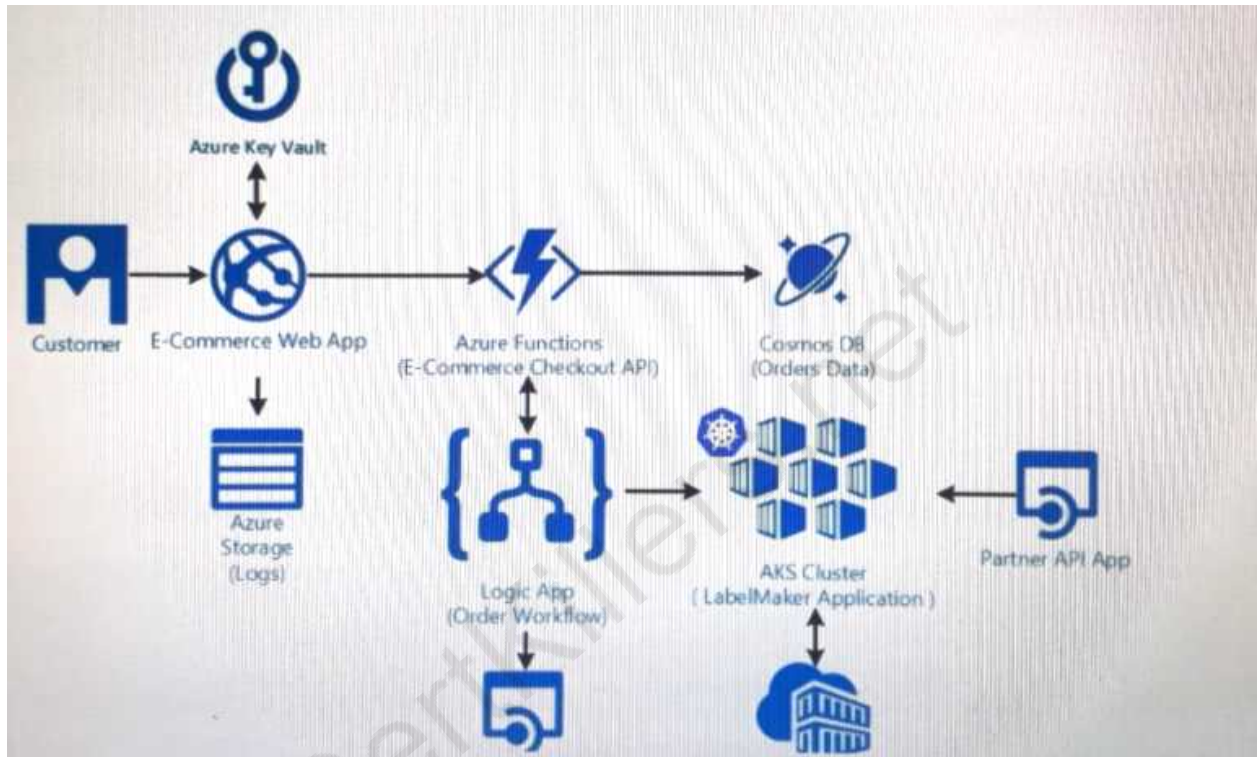 Azure Key Vault
Customer
E-Commerce Web App
Azure Functions
(E-Commerce Checkout API)
Cosmos DB
(Orders Data)
Azure
Storage
(Logs)
Logic App
(Order Workflow)
AKS Cluster
( LabelMaker Application )
Partner API App